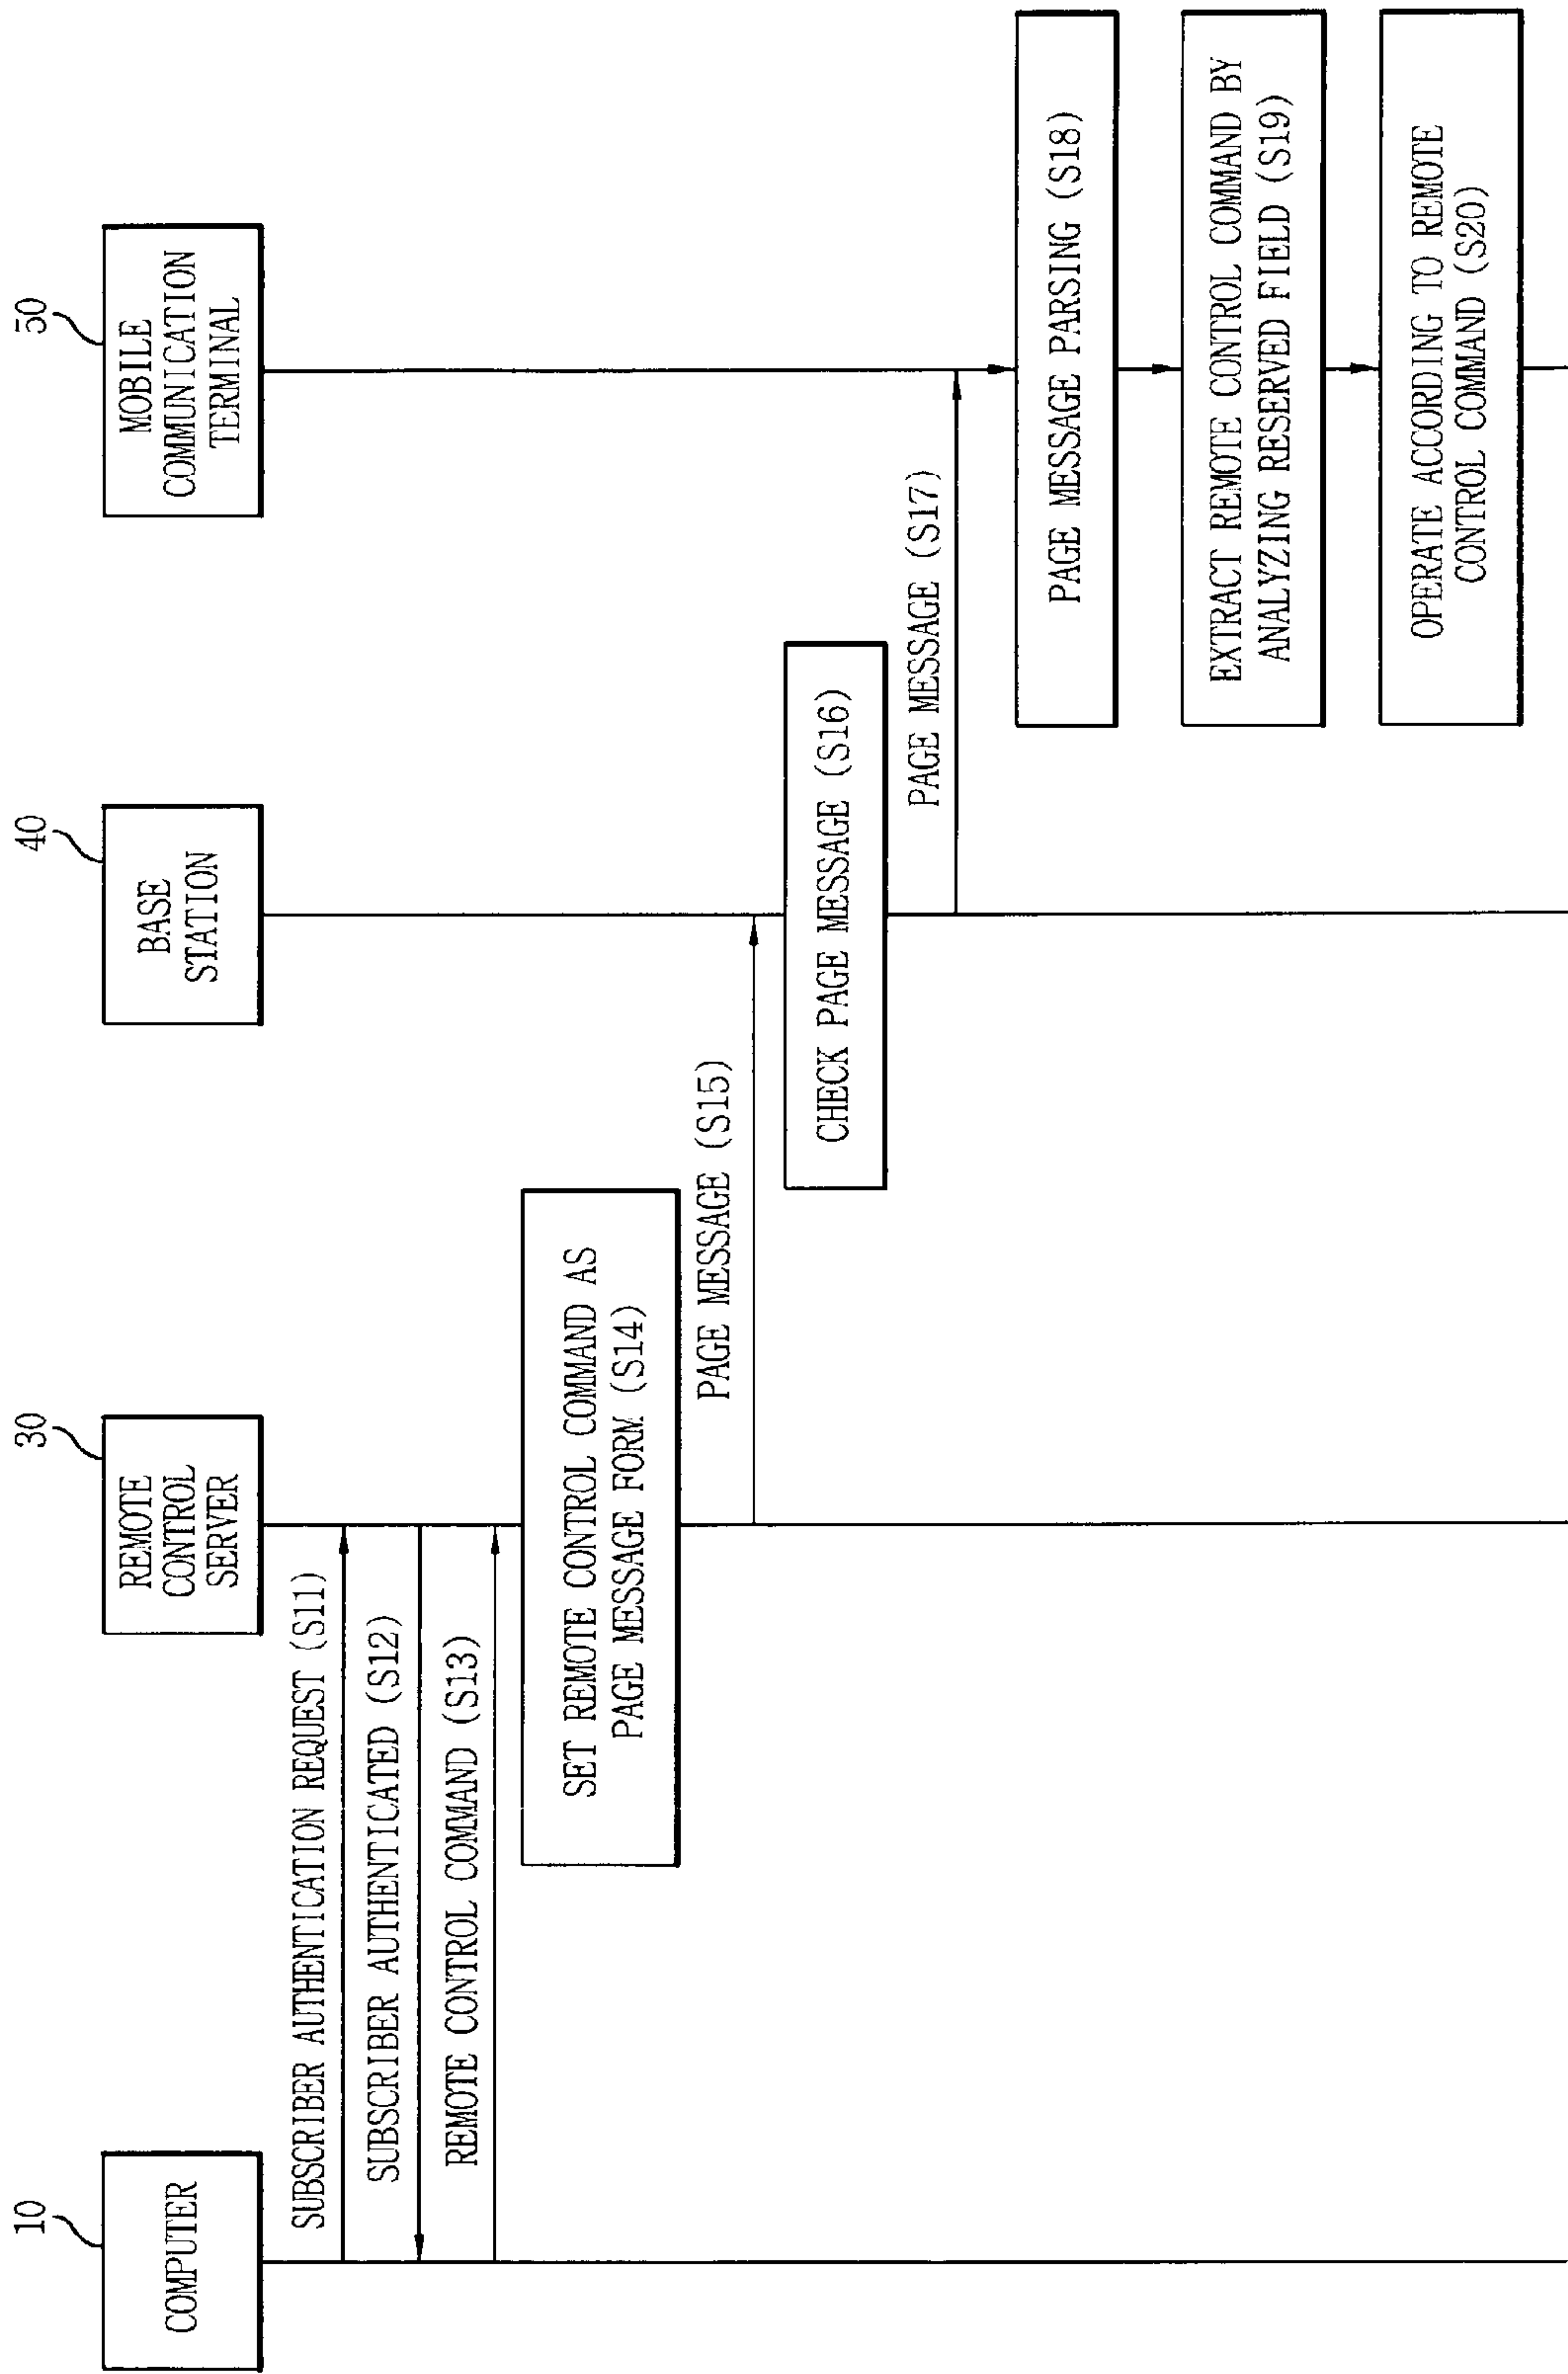 10
COMPUTER
30
REMOTE
CONTROL
SERVER
40
BASE
STATION
50
MOBILE
COMMUNICATION
TERMINAL
SUBSCRIBER AUTHENTICATION REQUEST (S11)
SUBSCRIBER AUTHENTICATED (S12)
REMOTE CONTROL COMMAND (S13)
SET REMOTE CONTROL COMMAND AS
PAGE MESSAGE FORM (S14)
PAGE MESSAGE (S15)
CHECK PAGE MESSAGE (S16)
PAGE MESSAGE (S17)
PAGE MESSAGE PARSING (S18)
EXTRACT REMOTE CONTROL COMMAND BY
ANALYZING RESERVED FIELD (S19)
OPERATE ACCORDING TO REMOTE
CONTROL COMMAND (S20)